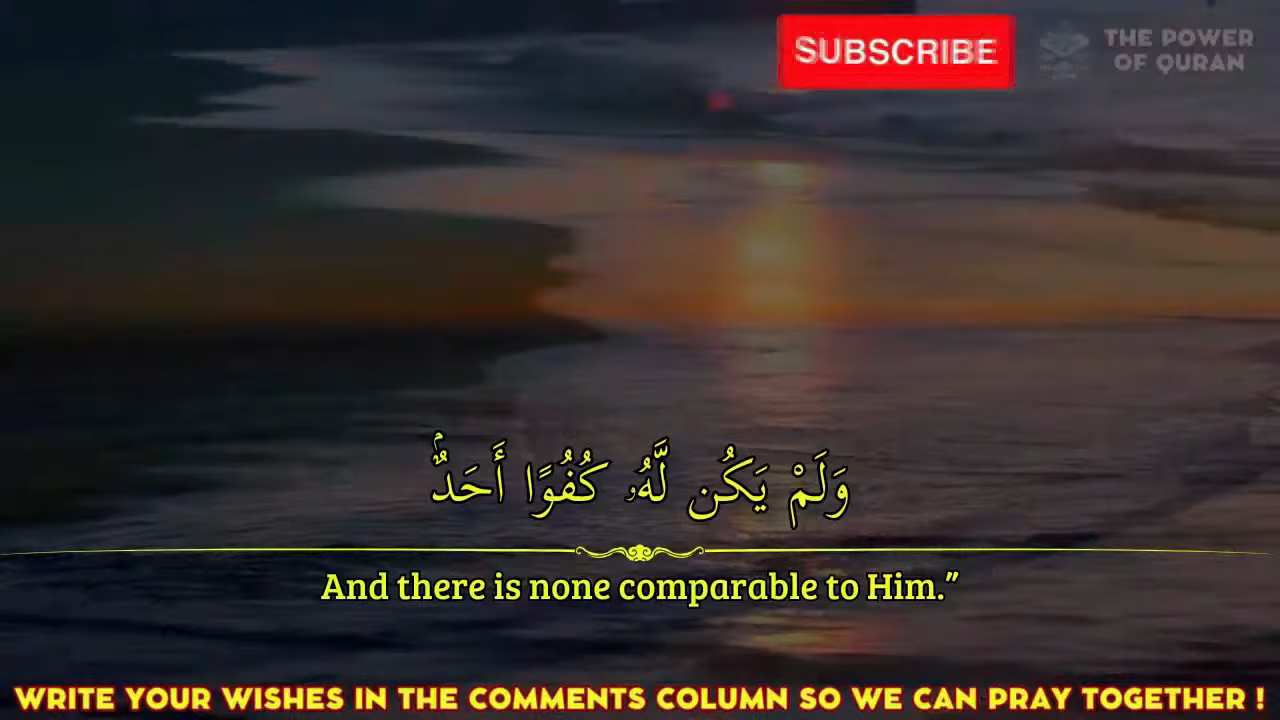 SUBSCRIBE
THE POWER
OF QURAN
وَلَمْ يَكُن لَّهُۥ كُفُوًا أَحَدٌۢ
And there is none comparable to Him.”
WRITE YOUR WISHES IN THE COMMENTS COLUMN SO WE CAN PRAY TOGETHER !